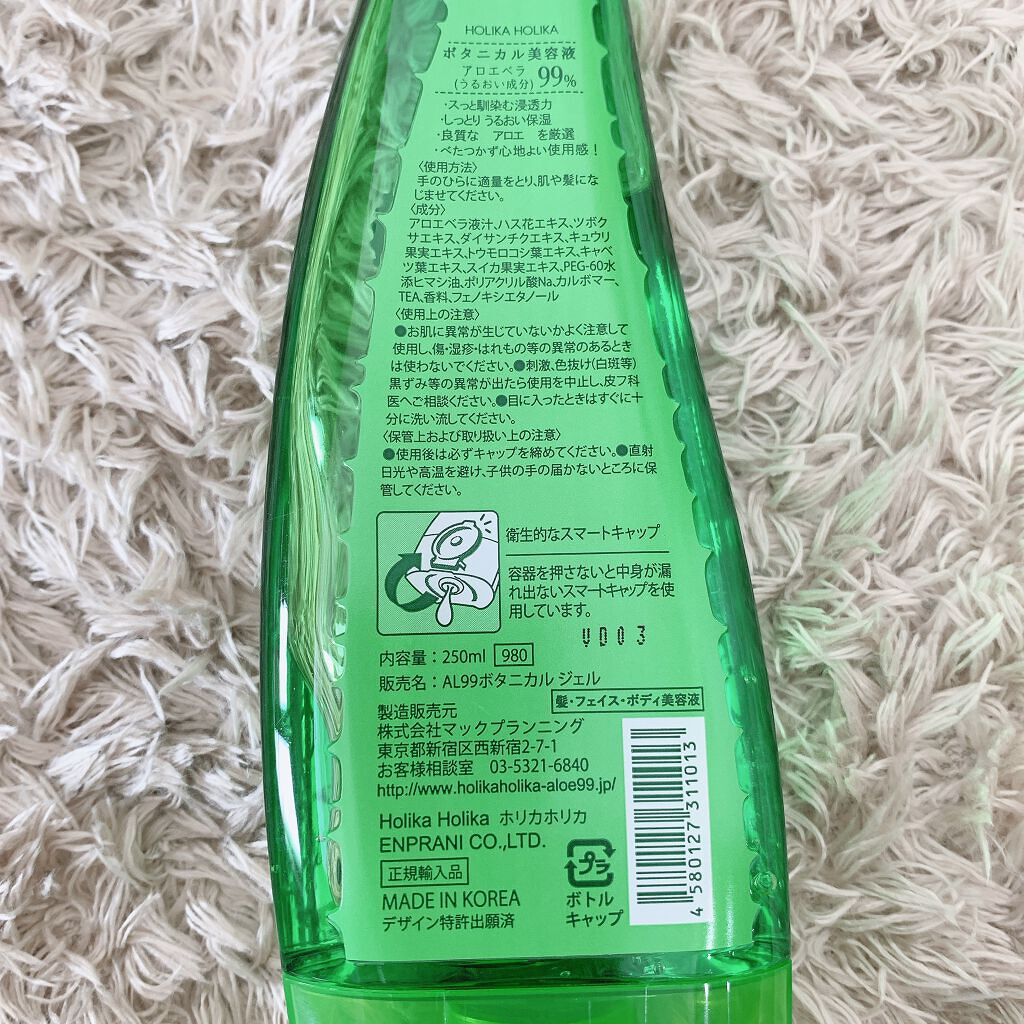 HOLIKA HOLIKA
ボタニカル美容液
アロエベラ
(うるおい成分) 99%
・スっと馴染む浸透力
・しっとり うるおい保湿
・良質な アロエ を厳選
・べたつかず心地よい使用感！
〈使用方法〉
手のひらに適量をとり、肌や髪にな
じませてください。
〈成分〉
アロエベラ液汁、ハス花エキス、ツボク
サエキス、ダイサンチクエキス、キュウリ
果実エキス、トウモロコシ葉エキス、キャベ
ツ葉エキス、スイカ果実エキス、PEG-60水
添ヒマシ油、ポリアクリル酸Na、カルボマー、
TEA、香料、フェノキシエタノール
〈使用上の注意〉
●お肌に異常が生じていないかよく注意して
使用し、傷・湿疹・はれもの等の異常のあるとき
は使わないでください。●刺激、色抜け(白斑等)
黒ずみ等の異常が出たら使用を中止し、皮フ科
医へご相談ください。●目に入ったときはすぐに十
分に洗い流してください。
〈保管上および取り扱い上の注意〉
●使用後は必ずキャップを締めてください。●直射
日光や高温を避け、子供の手の届かないところに保
管してください。
衛生的なスマートキャップ
容器を押さないと中身が漏
れ出ないスマートキャップを使
用しています。
VD03
内容量：250ml 980
販売名：AL99ボタニカル ジェル
髪・フェイス・ボディ美容液
製造販売元
株式会社マックプランニング
東京都新宿区西新宿2-7-1
お客様相談室 03-5321-6840
http://www.holikaholika-aloe99.jp/
Holika Holika ホリカホリカ
ENPRANI CO.,LTD.
正規輸入品
MADE IN KOREA
デザイン特許出願済
プラ
ボトル
キャップ
4 580127 311013